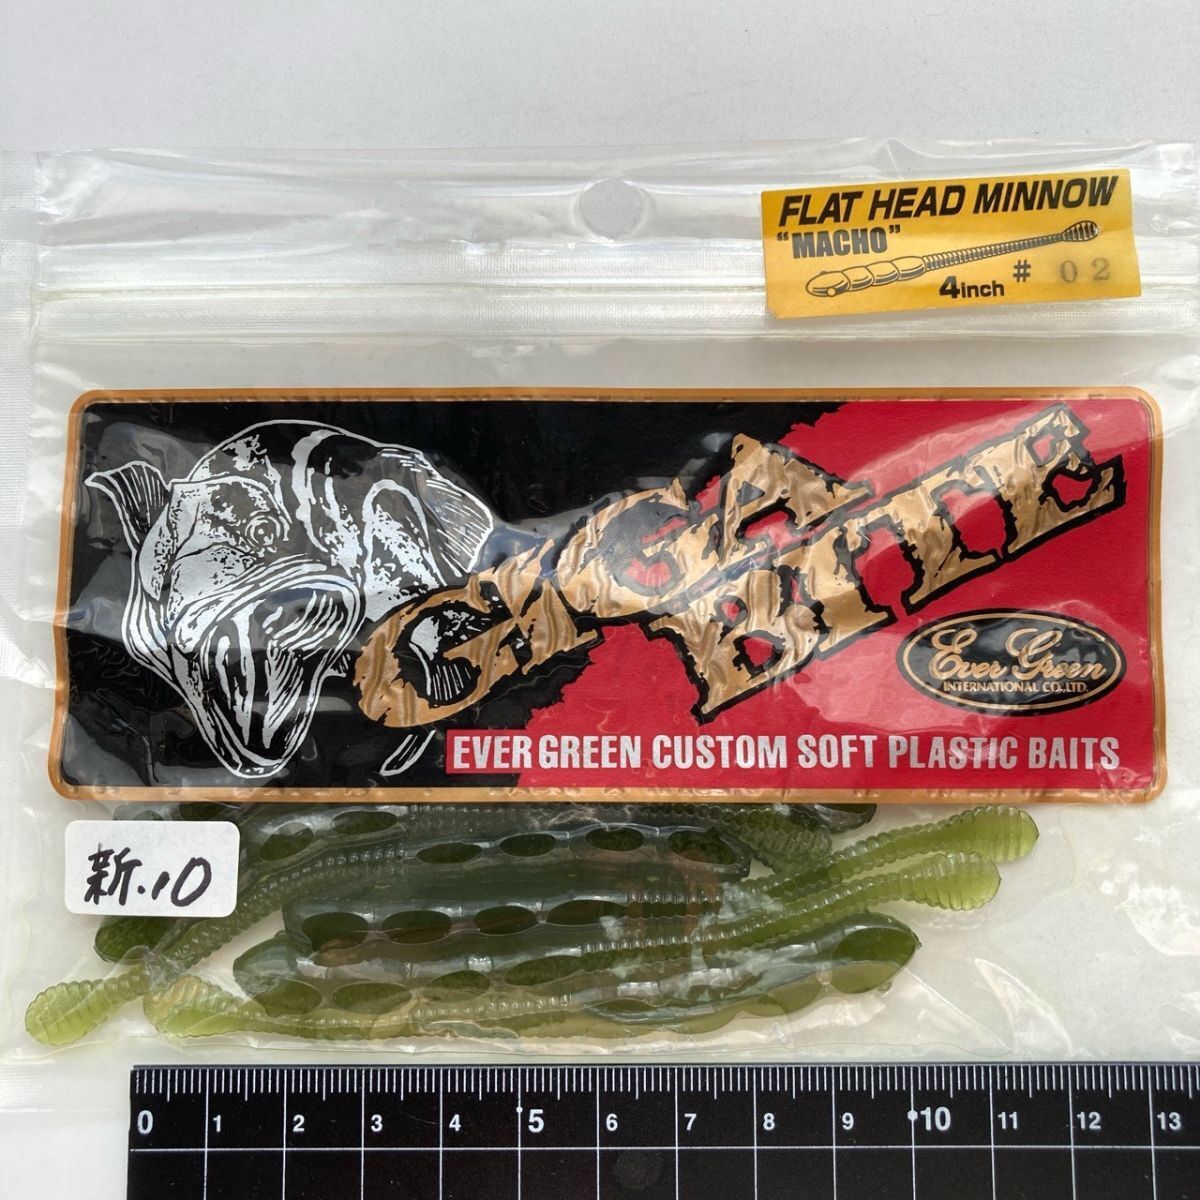 FLAT HEAD MINNOW
"MACHO"
4inch # 02
GIGA BITE
Ever Green
INTERNATIONAL CO.,LTD.
EVER GREEN CUSTOM SOFT PLASTIC BAITS
新.10
0 1 2 3 4 5 6 7 8 9 10 11 12 13